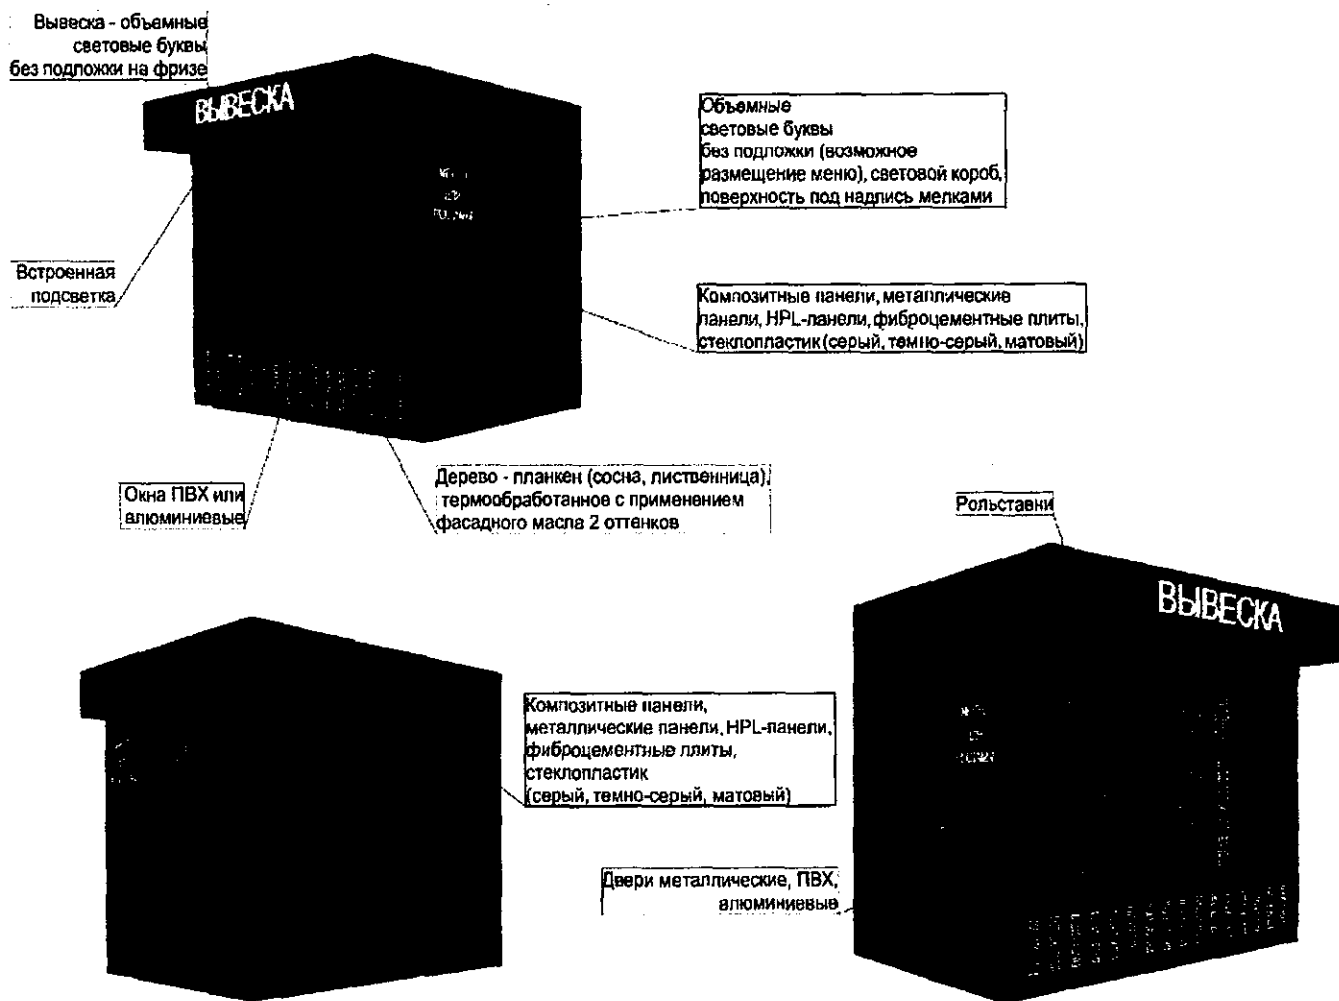 Вывеска - объемные
световые буквы
без подложки на фризе
ВЫВЕСКА
Объемные
световые буквы
без подложки (возможное
размещение меню), световой короб,
поверхность под надпись мелками
Встроенная
подсветка
Композитные панели, металлические
панели, HPL-панели, фиброцементные плиты,
стеклопластик (серый, темно-серый, матовый)
Окна ПВХ или
алюминиевые
Дерево - планкен (сосна, лиственница),
термообработанное с применением
фасадного масла 2 оттенков
Рольставни
ВЫВЕСКА
Композитные панели,
металлические панели, HPL-панели,
фиброцементные плиты,
стеклопластик
(серый, темно-серый, матовый)
Двери металлические, ПВХ,
алюминиевые